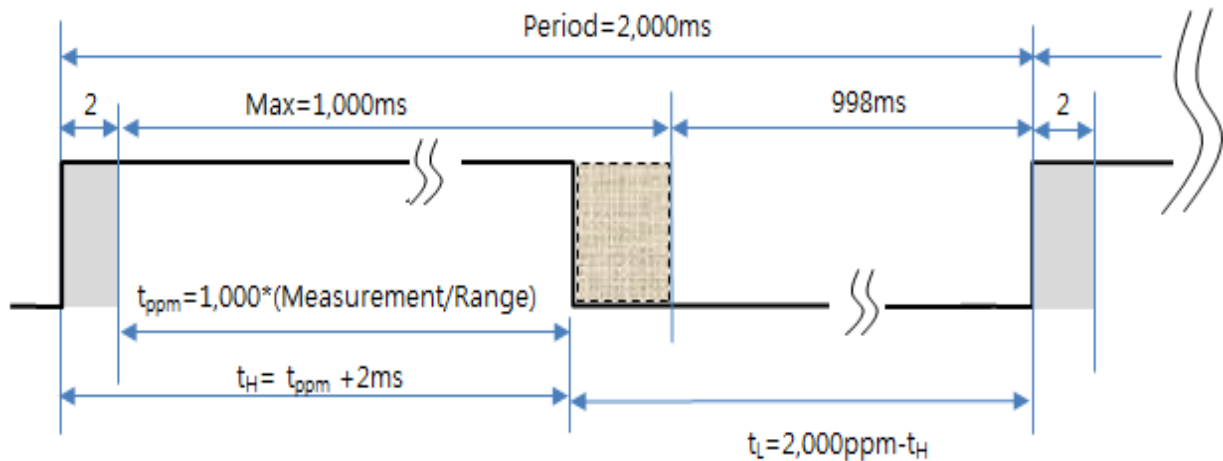 Period=2,000ms
2
Max=1,000ms
998ms
2
tppm=1,000*(Measurement/Range)
tH= tppm +2ms
tL=2,000ppm-tH